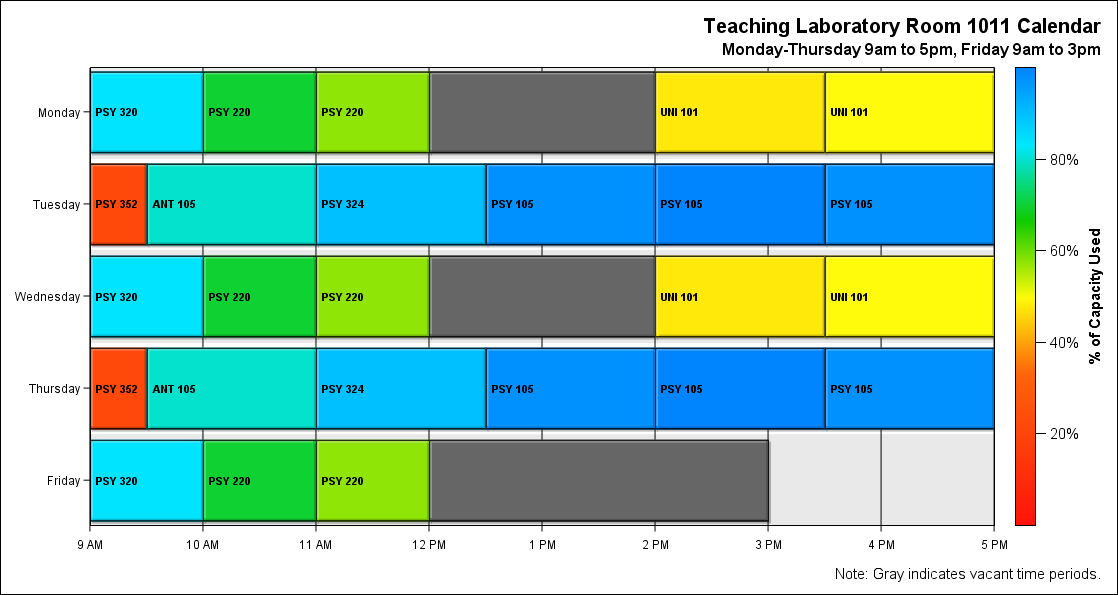 Teaching Laboratory Room 1011 Calendar
Monday-Thursday 9am to 5pm, Friday 9am to 3pm
Monday PSY 320 PSY 220 PSY 220 UNI 101 UNI 101
Tuesday PSY 352 ANT 105 PSY 324 PSY 105 PSY 105 PSY 105
Wednesday PSY 320 PSY 220 PSY 220 UNI 101 UNI 101
Thursday PSY 352 ANT 105 PSY 324 PSY 105 PSY 105 PSY 105
Friday PSY 320 PSY 220 PSY 220
9 AM 10 AM 11 AM 12 PM 1 PM 2 PM 3 PM 4 PM 5 PM
80%
60%
40%
20%
% of Capacity Used
Note: Gray indicates vacant time periods.